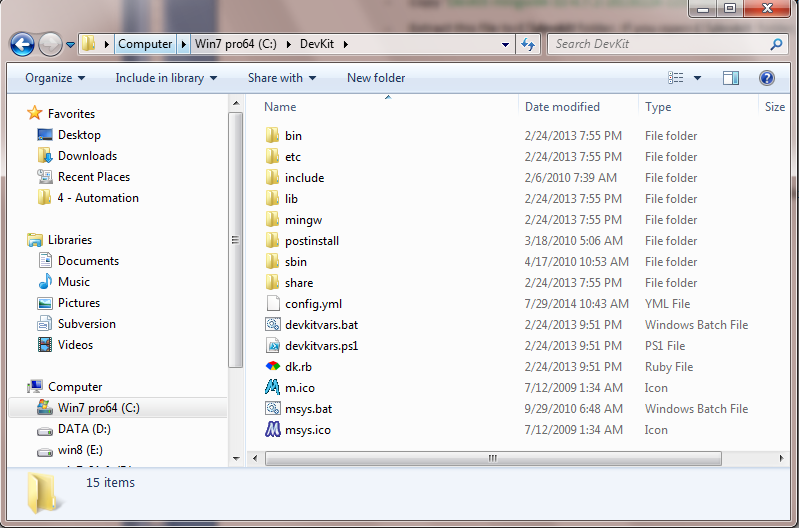 Computer ▸ Win7 pro64 (C:) ▸ DevKit ▸
Search DevKit
Organize Include in library Share with New folder
Name Date modified Type Size
Favorites
Desktop
Downloads
Recent Places
4 - Automation
Libraries
Documents
Music
Pictures
Subversion
Videos
Computer
Win7 pro64 (C:)
DATA (D:)
win8 (E:)
bin 2/24/2013 7:55 PM File folder
etc 2/24/2013 7:55 PM File folder
include 2/6/2010 7:39 AM File folder
lib 2/24/2013 7:55 PM File folder
mingw 2/24/2013 7:55 PM File folder
postinstall 3/18/2010 5:06 AM File folder
sbin 4/17/2010 10:53 AM File folder
share 2/24/2013 7:55 PM File folder
config.yml 7/29/2014 10:43 AM YML File
devkitvars.bat 2/24/2013 9:51 PM Windows Batch File
devkitvars.ps1 2/24/2013 9:51 PM PS1 File
dk.rb 2/24/2013 9:51 PM Ruby File
m.ico 7/12/2009 1:34 AM Icon
msys.bat 9/29/2010 6:48 AM Windows Batch File
msys.ico 7/12/2009 1:34 AM Icon
15 items